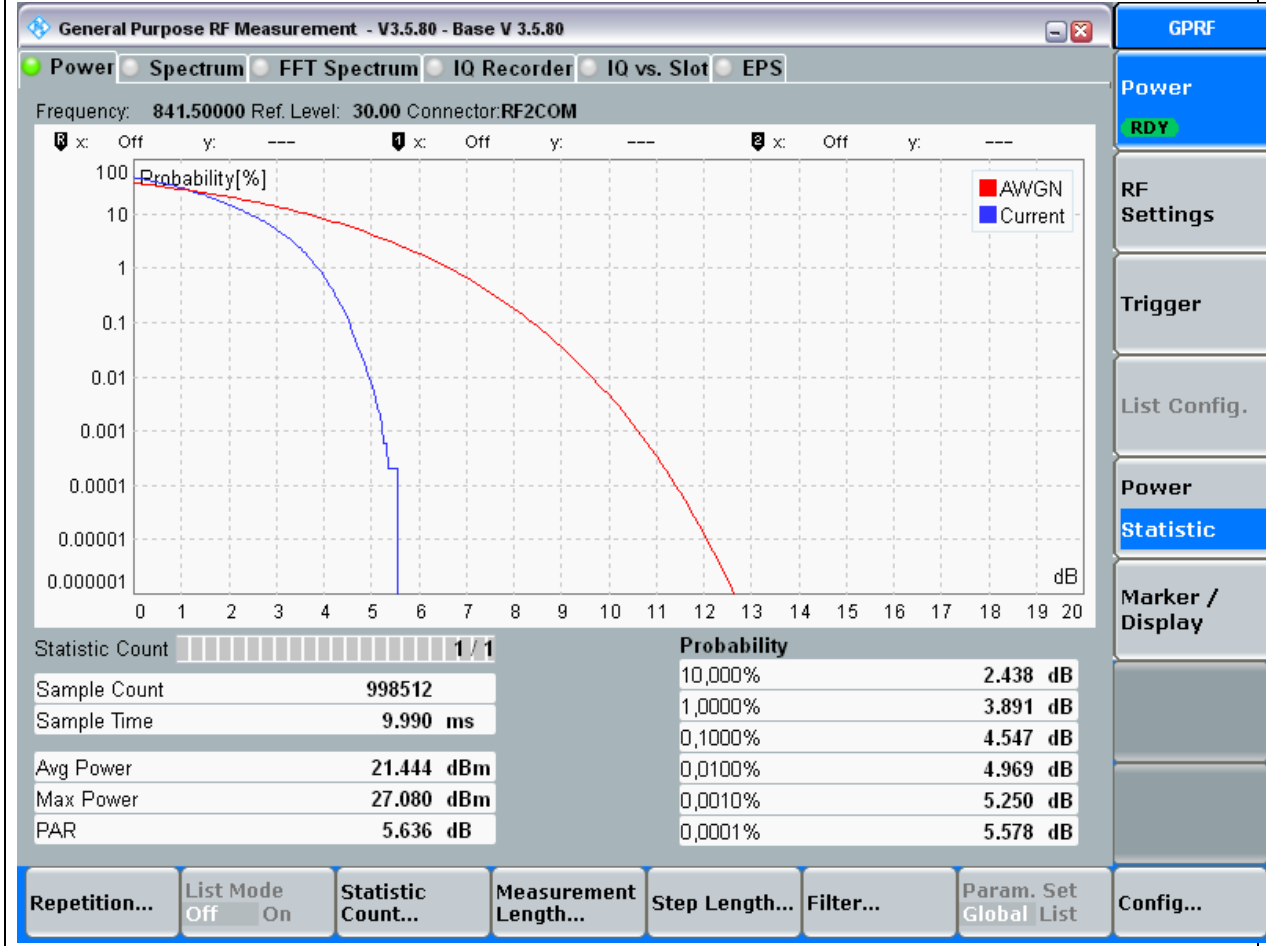 General Purpose RF Measurement - V3.5.80 - Base V 3.5.80
GPRF
Power Spectrum FFT Spectrum IQ Recorder IQ vs. Slot EPS
Frequency: 841.50000 Ref. Level: 30.00 Connector:RF2COM
R x: Off y: --- 1 x: Off y: --- 2 x: Off y: ---
Probability[%]
AWGN
Current
100
10
1
0.1
0.01
0.001
0.0001
0.00001
0.000001
dB
0 1 2 3 4 5 6 7 8 9 10 11 12 13 14 15 16 17 18 19 20
Statistic Count 1 / 1
Sample Count 998512
Sample Time 9.990 ms
Avg Power 21.444 dBm
Max Power 27.080 dBm
PAR 5.636 dB
Probability
10,000% 2.438 dB
1,0000% 3.891 dB
0,1000% 4.547 dB
0,0100% 4.969 dB
0,0010% 5.250 dB
0,0001% 5.578 dB
Power
RDY
RF
Settings
Trigger
List Config.
Power
Statistic
Marker /
Display
Repetition...
List Mode
Off On
Statistic
Count...
Measurement
Length...
Step Length...
Filter...
Param. Set
Global List
Config...